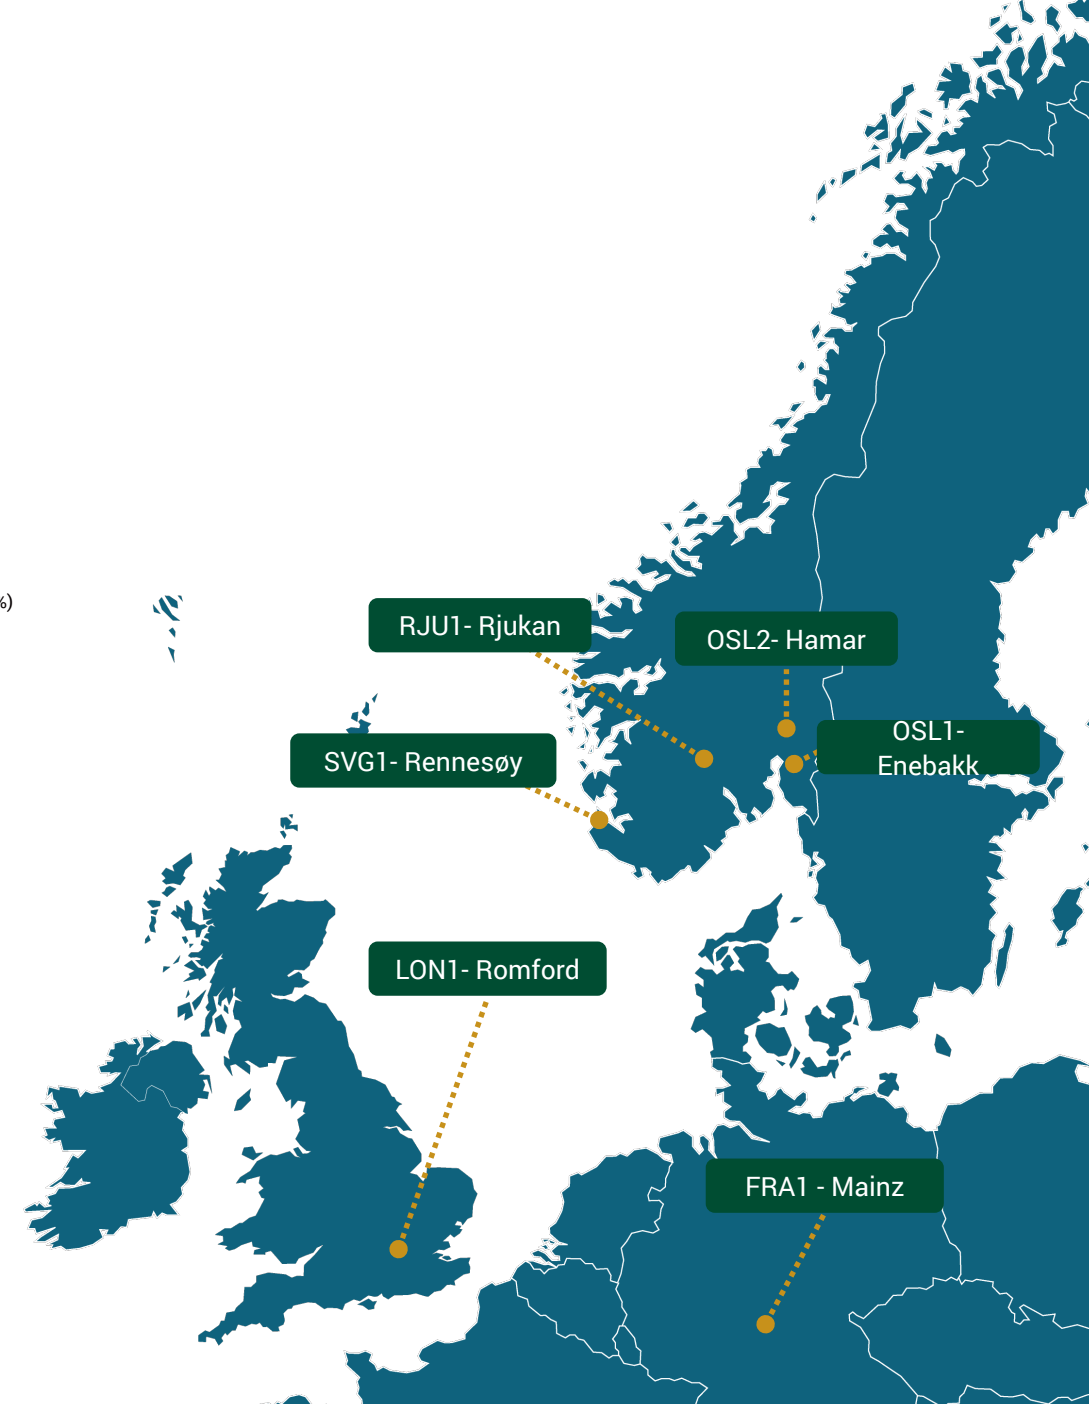 %)
RJU1- Rjukan
OSL2- Hamar
OSL1-
Enebakk
SVG1- Rennesøy
LON1- Romford
FRA1 - Mainz